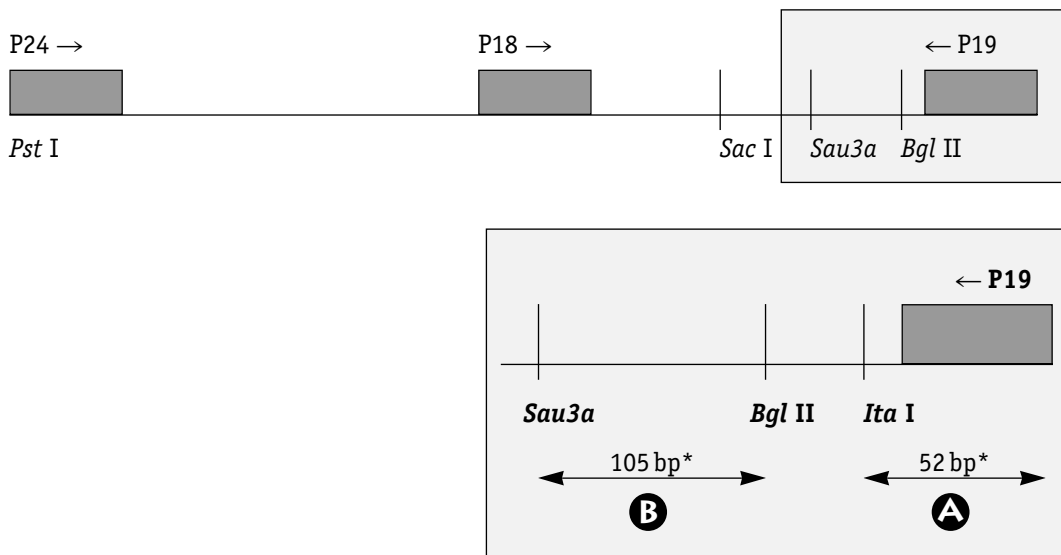 P24 → P18 → ← P19
Pst I Sac I Sau3a Bgl II
← P19
Sau3a Bgl II Ita I
105 bp* 52 bp*
B A